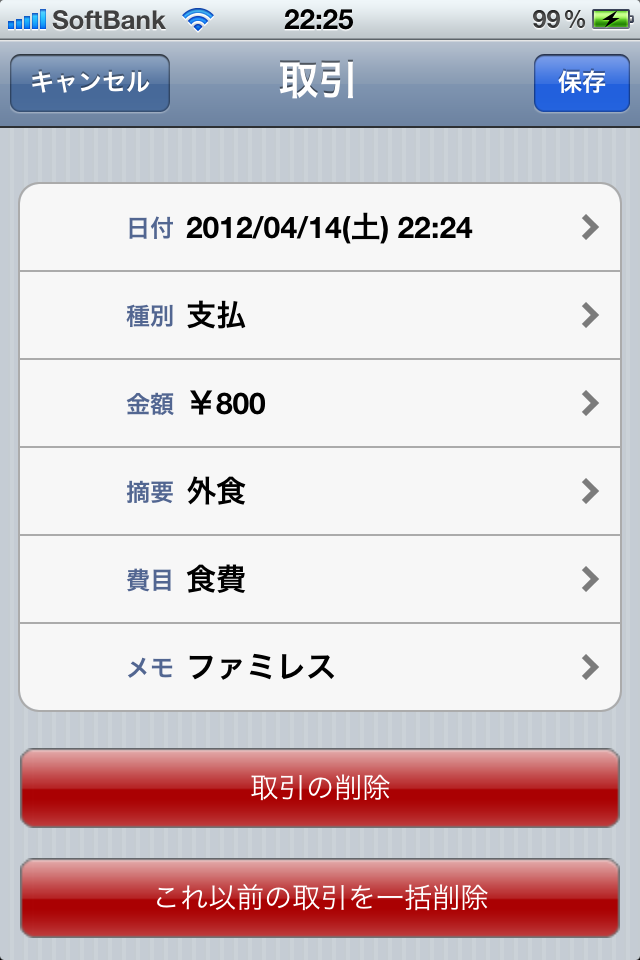 SoftBank 22:25 99%
キャンセル 取引 保存
日付 2012/04/14(土) 22:24
種別 支払
金額 ￥800
摘要 外食
費目 食費
メモ ファミレス
取引の削除
これ以前の取引を一括削除